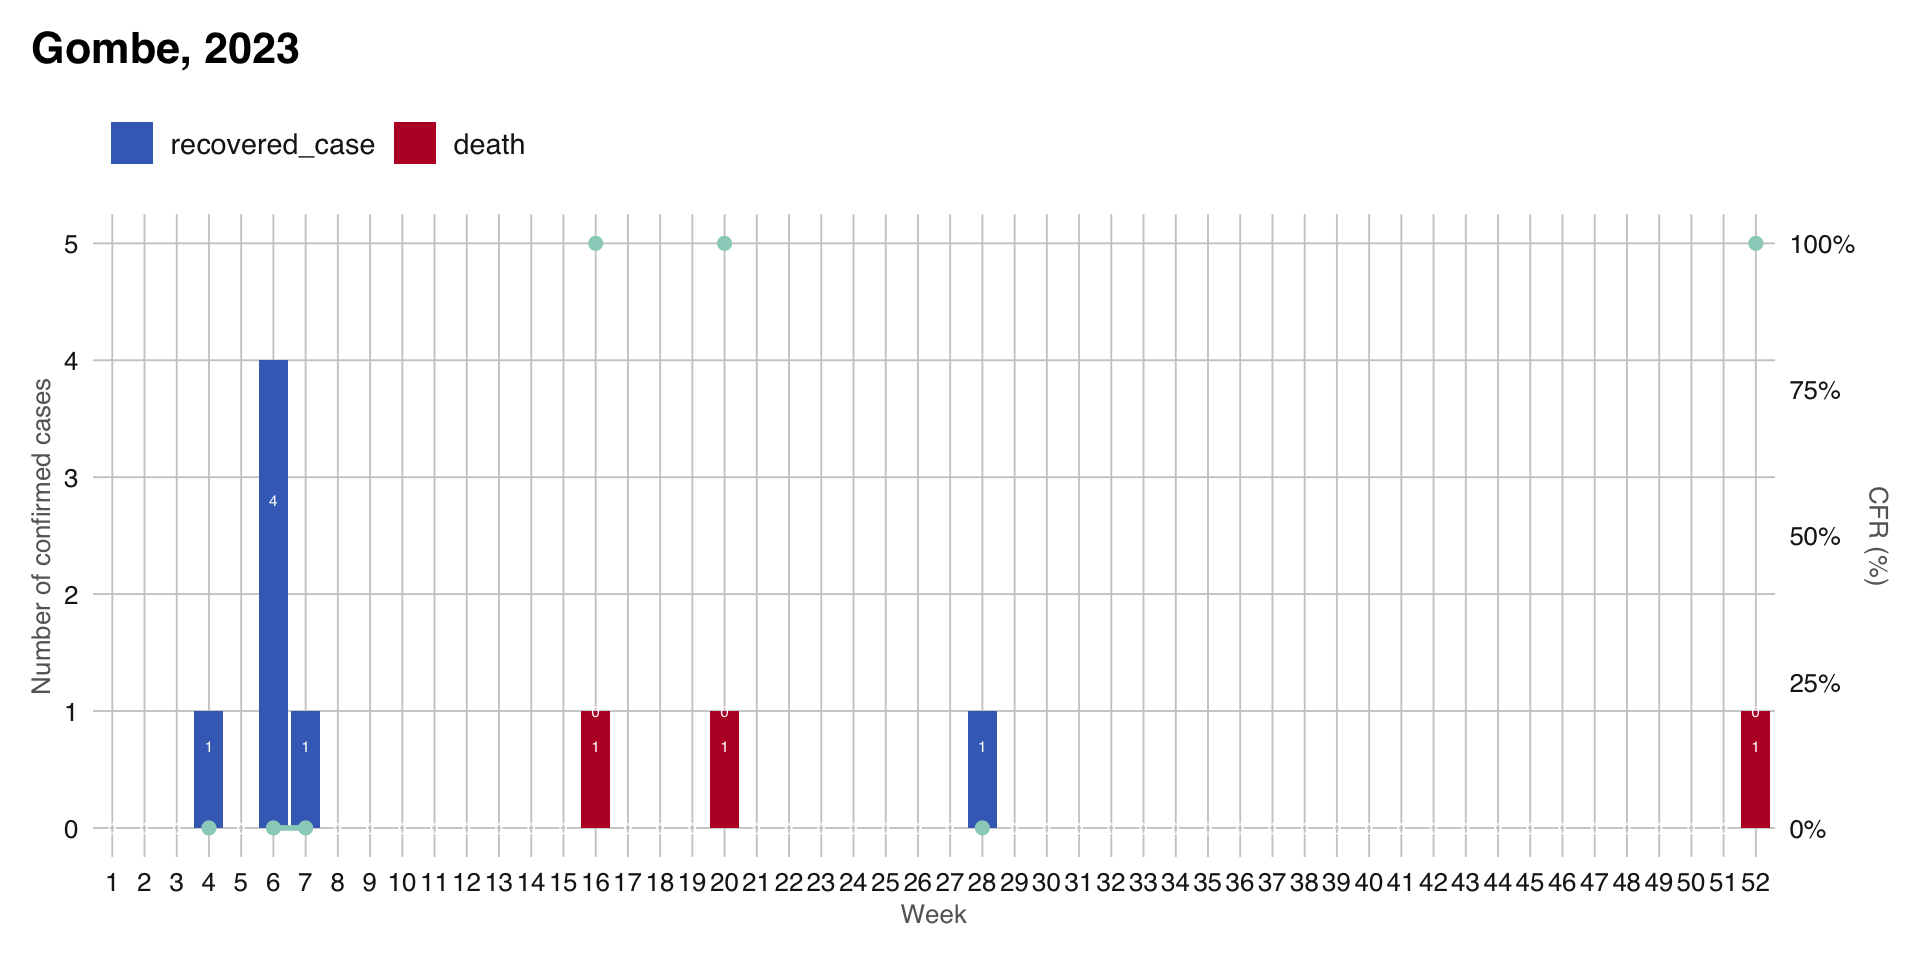 Gombe, 2023
recovered_case death
5
4
3
2
1
0
Number of confirmed cases
100%
75%
50%
25%
0%
CFR (%)
4
1 1 1 1 1 1
0 0 0
1 2 3 4 5 6 7 8 9 10 11 12 13 14 15 16 17 18 19 20 21 22 23 24 25 26 27 28 29 30 31 32 33 34 35 36 37 38 39 40 41 42 43 44 45 46 47 48 49 50 51 52
Week